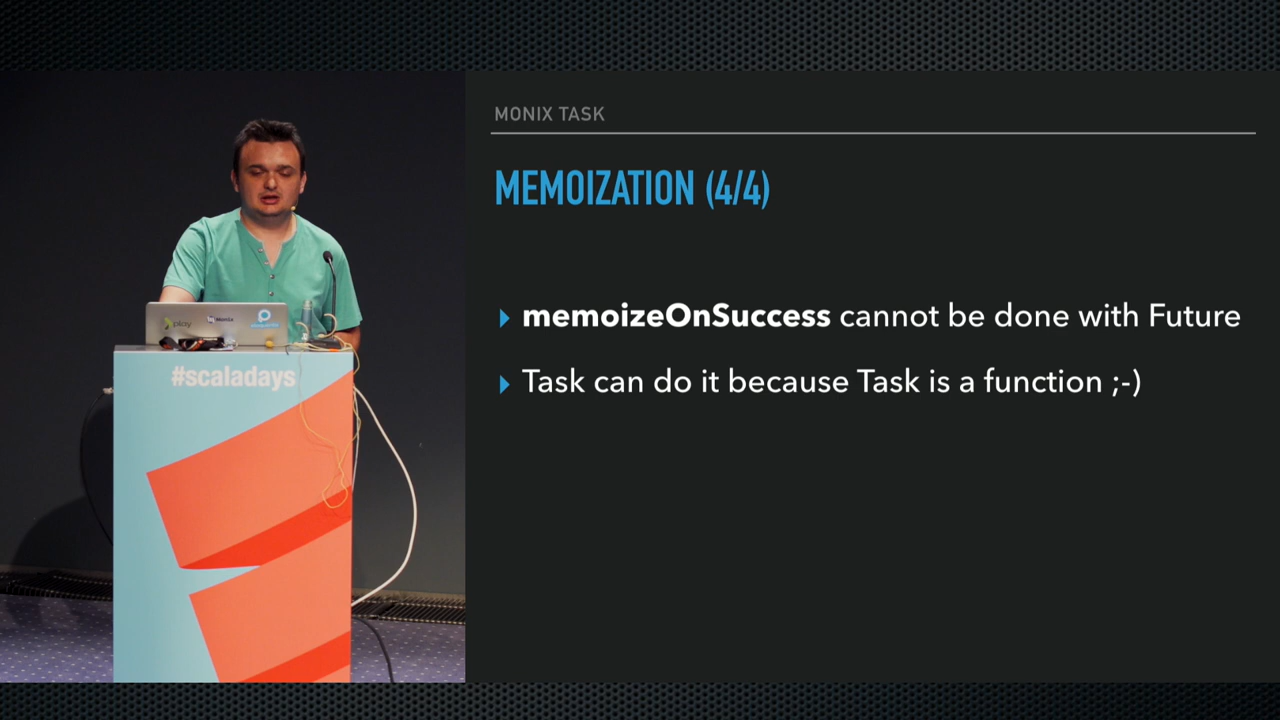 MONIX TASK
MEMOIZATION (4/4)
memoizeOnSuccess cannot be done with Future
Task can do it because Task is a function ;-)
play
Monix
#scaladays